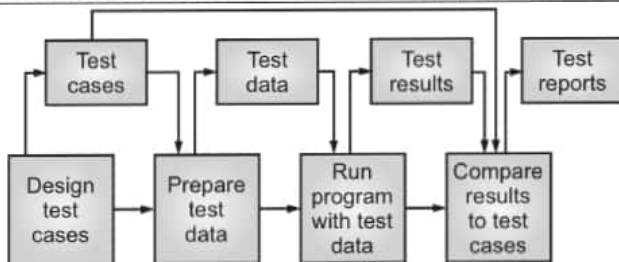 Test
cases
Test
data
Test
results
Test
reports
Design
test
cases
Prepare
test
data
Run
program
with test
data
Compare
results
to test
cases